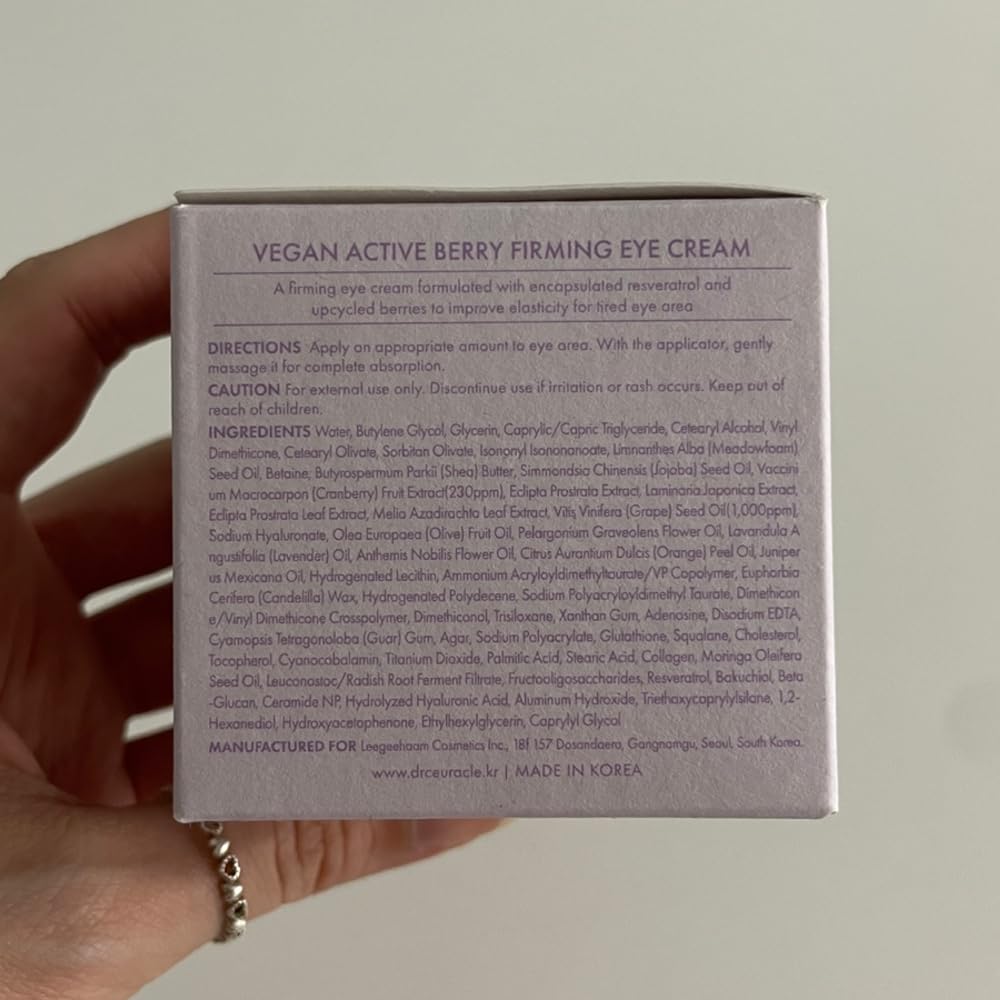 VEGAN ACTIVE BERRY FIRMING EYE CREAM
A firming eye cream formulated with encapsulated resveratrol and
upcycled berries to improve elasticity for tired eye area
DIRECTIONS Apply an appropriate amount to eye area. With the applicator, gently
massage it for complete absorption.
CAUTION For external use only. Discontinue use if irritation or rash occurs. Keep out of
reach of children.
INGREDIENTS Water, Butylene Glycol, Glycerin, Caprylic/Capric Triglyceride, Cetearyl Alcohol, Vinyl
Dimethicone, Cetearyl Olivate, Sorbitan Olivate, Isononyl Isononanoate, Limnanthes Alba (Meadowfoam)
Seed Oil, Betaine, Butyrospermum Parkii (Shea) Butter, Simmondsia Chinensis (Jojoba) Seed Oil, Vaccini
um Macrocarpon (Cranberry) Fruit Extract(230ppm), Eclipta Prostrata Extract, Laminaria Japonica Extract,
Eclipta Prostrata Leaf Extract, Melia Azadirachta Leaf Extract, Vitis Vinifera (Grape) Seed Oil(1,000ppm),
Sodium Hyaluronate, Olea Europaea (Olive) Fruit Oil, Pelargonium Graveolens Flower Oil, Lavandula A
ngustifolia (Lavender) Oil, Anthemis Nobilis Flower Oil, Citrus Aurantium Dulcis (Orange) Peel Oil, Juniper
us Mexicana Oil, Hydrogenated Lecithin, Ammonium Acryloyldimethyltaurate/VP Copolymer, Euphorbia
Cerifera (Candelilla) Wax, Hydrogenated Polydecene, Sodium Polyacryloyldimethyl Taurate, Dimethicon
e/Vinyl Dimethicone Crosspolymer, Dimethiconol, Trisiloxane, Xanthan Gum, Adenosine, Disodium EDTA,
Cyamopsis Tetragonoloba (Guar) Gum, Agar, Sodium Polyacrylate, Glutathione, Squalane, Cholesterol,
Tocopherol, Cyanocobalamin, Titanium Dioxide, Palmitic Acid, Stearic Acid, Collagen, Moringa Oleifera
Seed Oil, Leuconostoc/Radish Root Ferment Filtrate, Fructooligosaccharides, Resveratrol, Bakuchiol, Beta
-Glucan, Ceramide NP, Hydrolyzed Hyaluronic Acid, Aluminum Hydroxide, Triethoxycaprylylsilane, 1,2-
Hexanediol, Hydroxyacetophenone, Ethylhexylglycerin, Caprylyl Glycol
MANUFACTURED FOR Leegeehaam Cosmetics Inc., 18f 157 Dosandaero, Gangnamgu, Seoul, South Korea.
www.drceuracle.kr | MADE IN KOREA